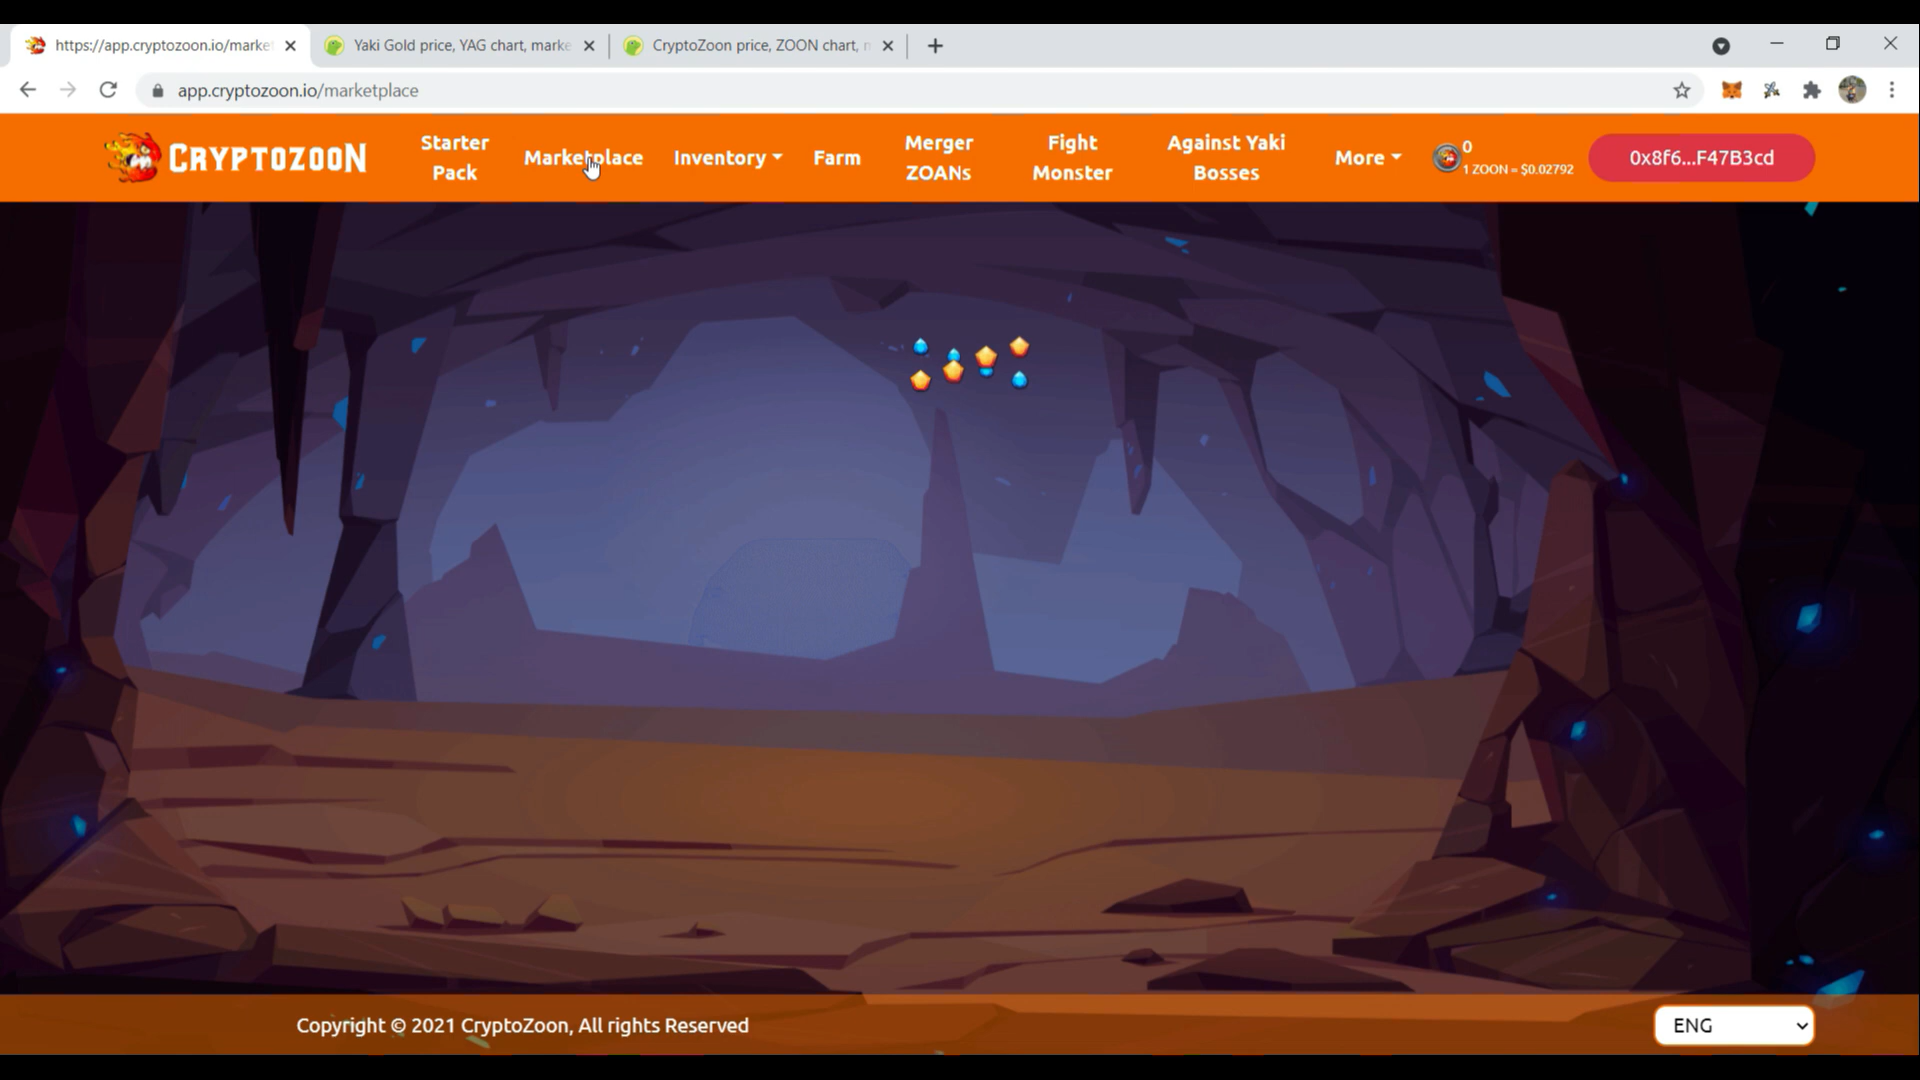 https://app.cryptozoon.io/marke
Yaki Gold price, YAG chart, marke
CryptoZoon price, ZOON chart, m
app.cryptozoon.io/marketplace
CRYPTOZOON
Starter
Pack
Marketplace
Inventory
Farm
Merger
ZOANs
Fight
Monster
Against Yaki
Bosses
More
0
1 ZOON = $0.02792
0x8f6...F47B3cd
Copyright © 2021 CryptoZoon, All rights Reserved
ENG